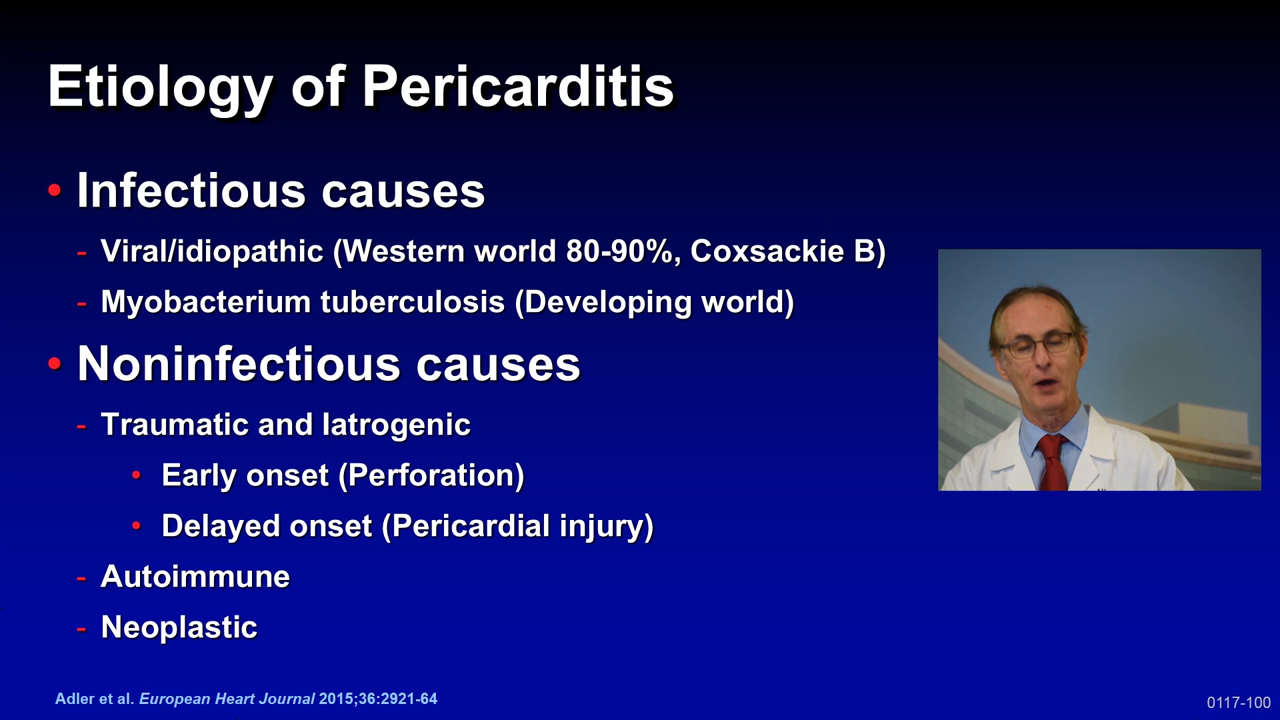 Etiology of Pericarditis
• Infectious causes
- Viral/idiopathic (Western world 80-90%, Coxsackie B)
- Myobacterium tuberculosis (Developing world)
• Noninfectious causes
- Traumatic and Iatrogenic
• Early onset (Perforation)
• Delayed onset (Pericardial injury)
- Autoimmune
- Neoplastic
Adler et al. European Heart Journal 2015;36:2921-64
0117-100